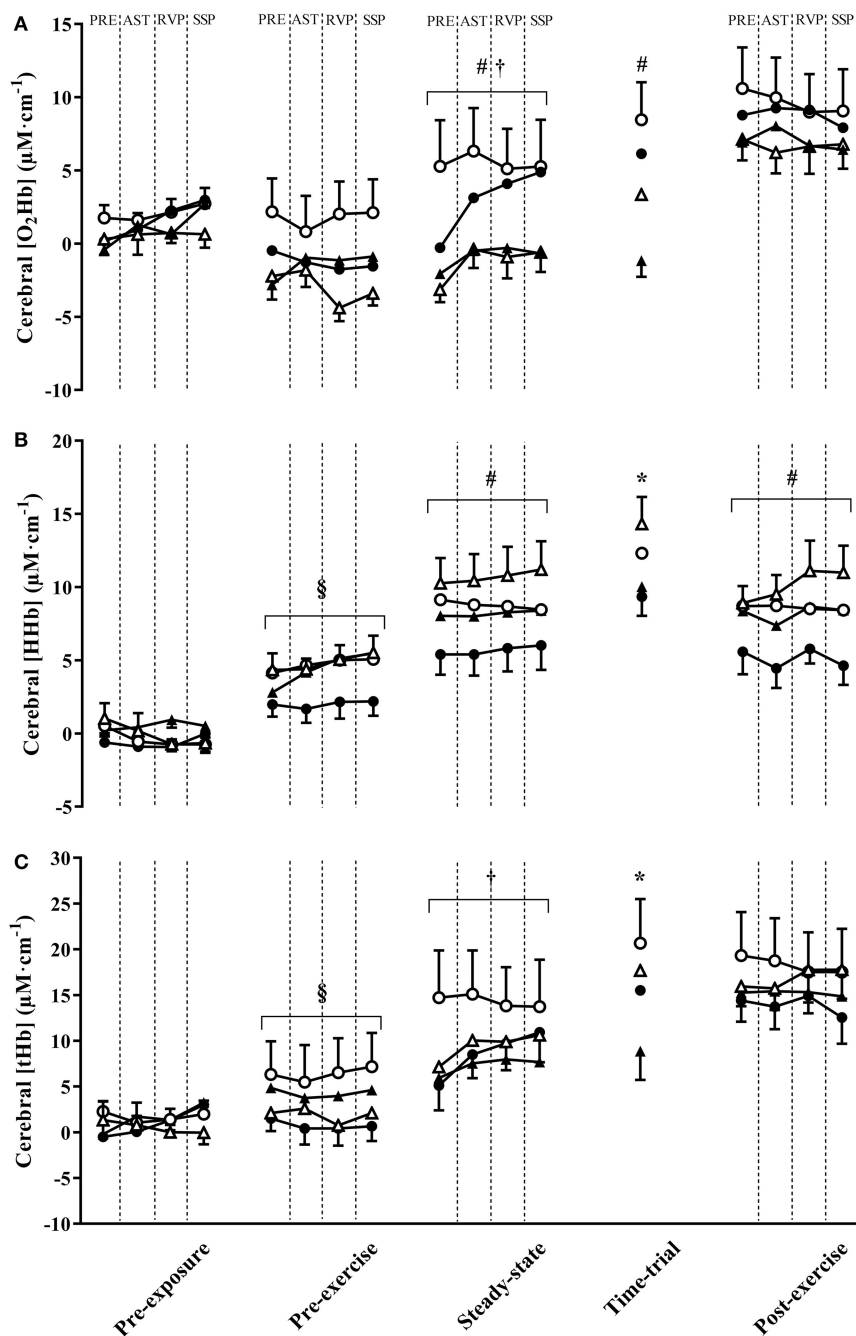 A
PRE AST RVP SSP PRE AST RVP SSP PRE AST RVP SSP PRE AST RVP SSP
15
10
5
0
-5
-10
Cerebral [O₂Hb] (μM·cm⁻¹)
# †
#
B
20
15
10
5
0
-5
Cerebral [HHb] (μM·cm⁻¹)
§
#
*
#
C
30
25
20
15
10
5
0
-5
-10
Cerebral [tHb] (μM·cm⁻¹)
§
†
*
Pre-exposure
Pre-exercise
Steady-state
Time-trial
Post-exercise